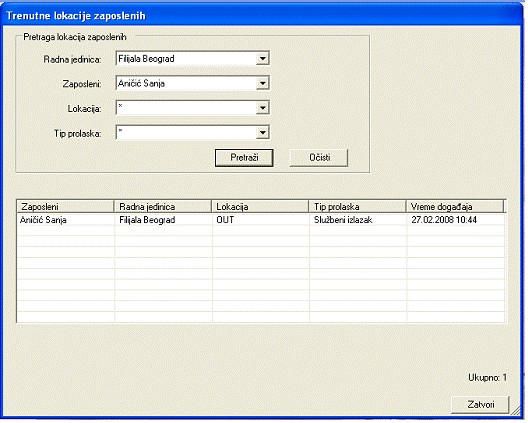 Trenutne lokacije zaposlenih
Pretraga lokacija zaposlenih
Radna jedinica: Filijala Beograd
Zaposleni: Aničić Sanja
Lokacija: *
Tip prolaska: *
Pretraži Očisti
Zaposleni Radna jedinica Lokacija Tip prolaska Vreme događaja
Aničić Sanja Filijala Beograd OUT Službeni izlazak 27.02.2008 10:44
Ukupno: 1
Zatvori